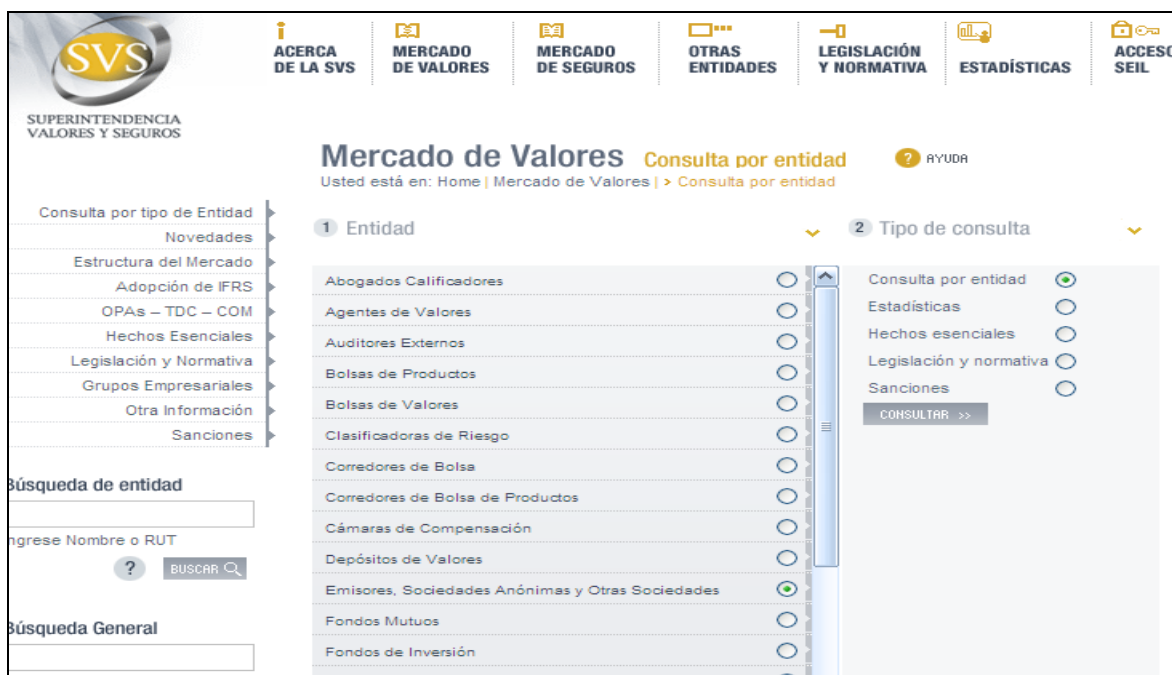 SVS
SUPERINTENDENCIA
VALORES Y SEGUROS
ACERCA
DE LA SVS
MERCADO
DE VALORES
MERCADO
DE SEGUROS
OTRAS
ENTIDADES
LEGISLACIÓN
Y NORMATIVA
ESTADÍSTICAS
ACCESO
SEIL
Mercado de Valores Consulta por entidad
? AYUDA
Usted está en: Home | Mercado de Valores | > Consulta por entidad
Consulta por tipo de Entidad
Novedades
Estructura del Mercado
Adopción de IFRS
OPAs – TDC – COM
Hechos Esenciales
Legislación y Normativa
Grupos Empresariales
Otra Información
Sanciones
Búsqueda de entidad
ngrese Nombre o RUT
? BUSCAR
Búsqueda General
1 Entidad
Abogados Calificadores
Agentes de Valores
Auditores Externos
Bolsas de Productos
Bolsas de Valores
Clasificadoras de Riesgo
Corredores de Bolsa
Corredores de Bolsa de Productos
Cámaras de Compensación
Depósitos de Valores
Emisores, Sociedades Anónimas y Otras Sociedades
Fondos Mutuos
Fondos de Inversión
2 Tipo de consulta
Consulta por entidad
Estadísticas
Hechos esenciales
Legislación y normativa
Sanciones
CONSULTAR >>